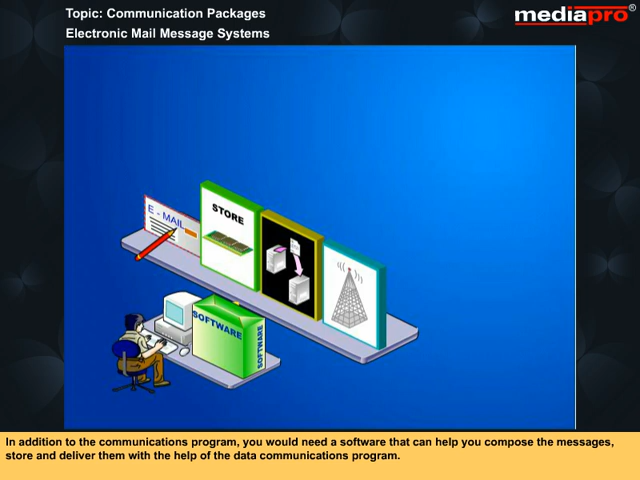 Topic: Communication Packages
Electronic Mail Message Systems
mediapro®
E - MAIL
STORE
SOFTWARE
SOFTWARE
In addition to the communications program, you would need a software that can help you compose the messages,
store and deliver them with the help of the data communications program.